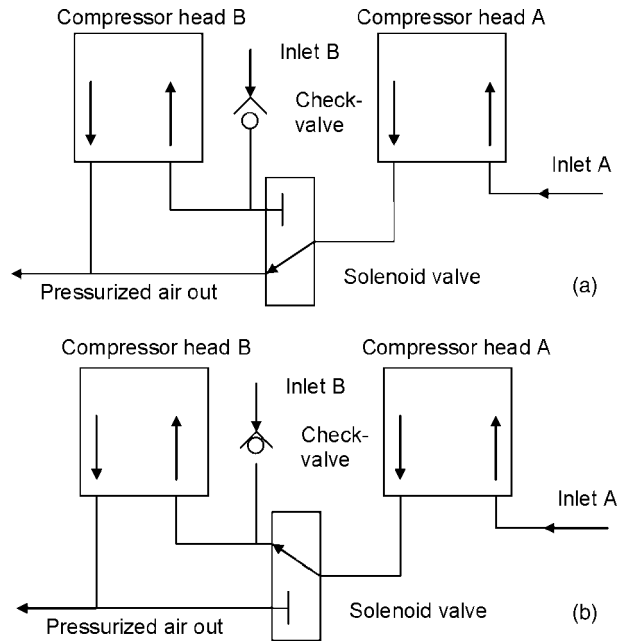 Compressor head B
Compressor head A
Inlet B
Check-
valve
Inlet A
Solenoid valve
Pressurized air out
(a)
Compressor head B
Compressor head A
Inlet B
Check-
valve
Inlet A
Solenoid valve
Pressurized air out
(b)